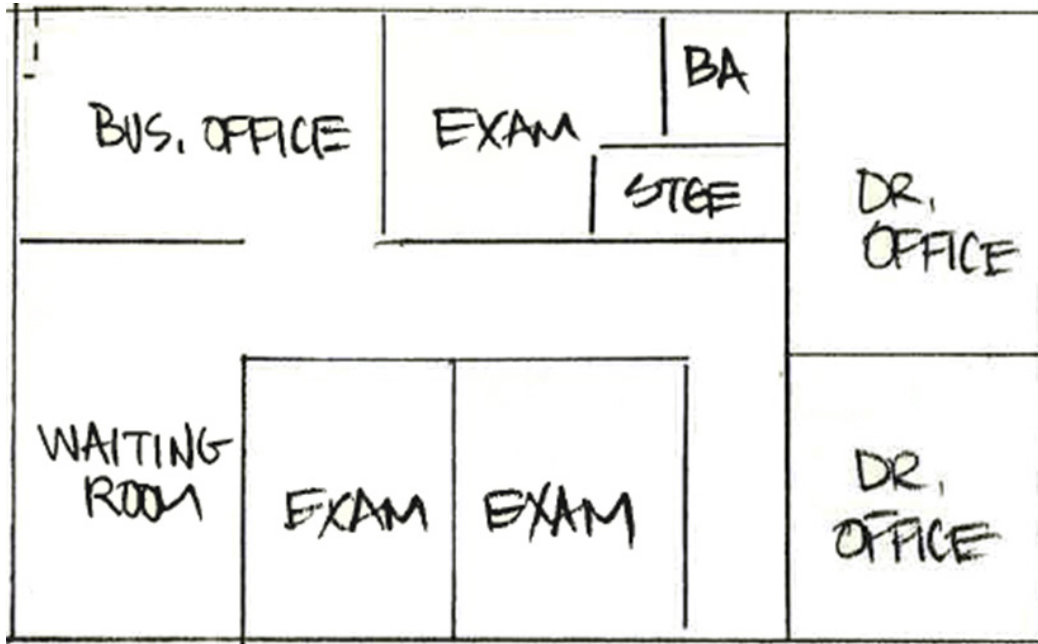 BUS. OFFICE
EXAM
BA
STGE
DR.
OFFICE
WAITING
ROOM
EXAM
EXAM
DR.
OFFICE